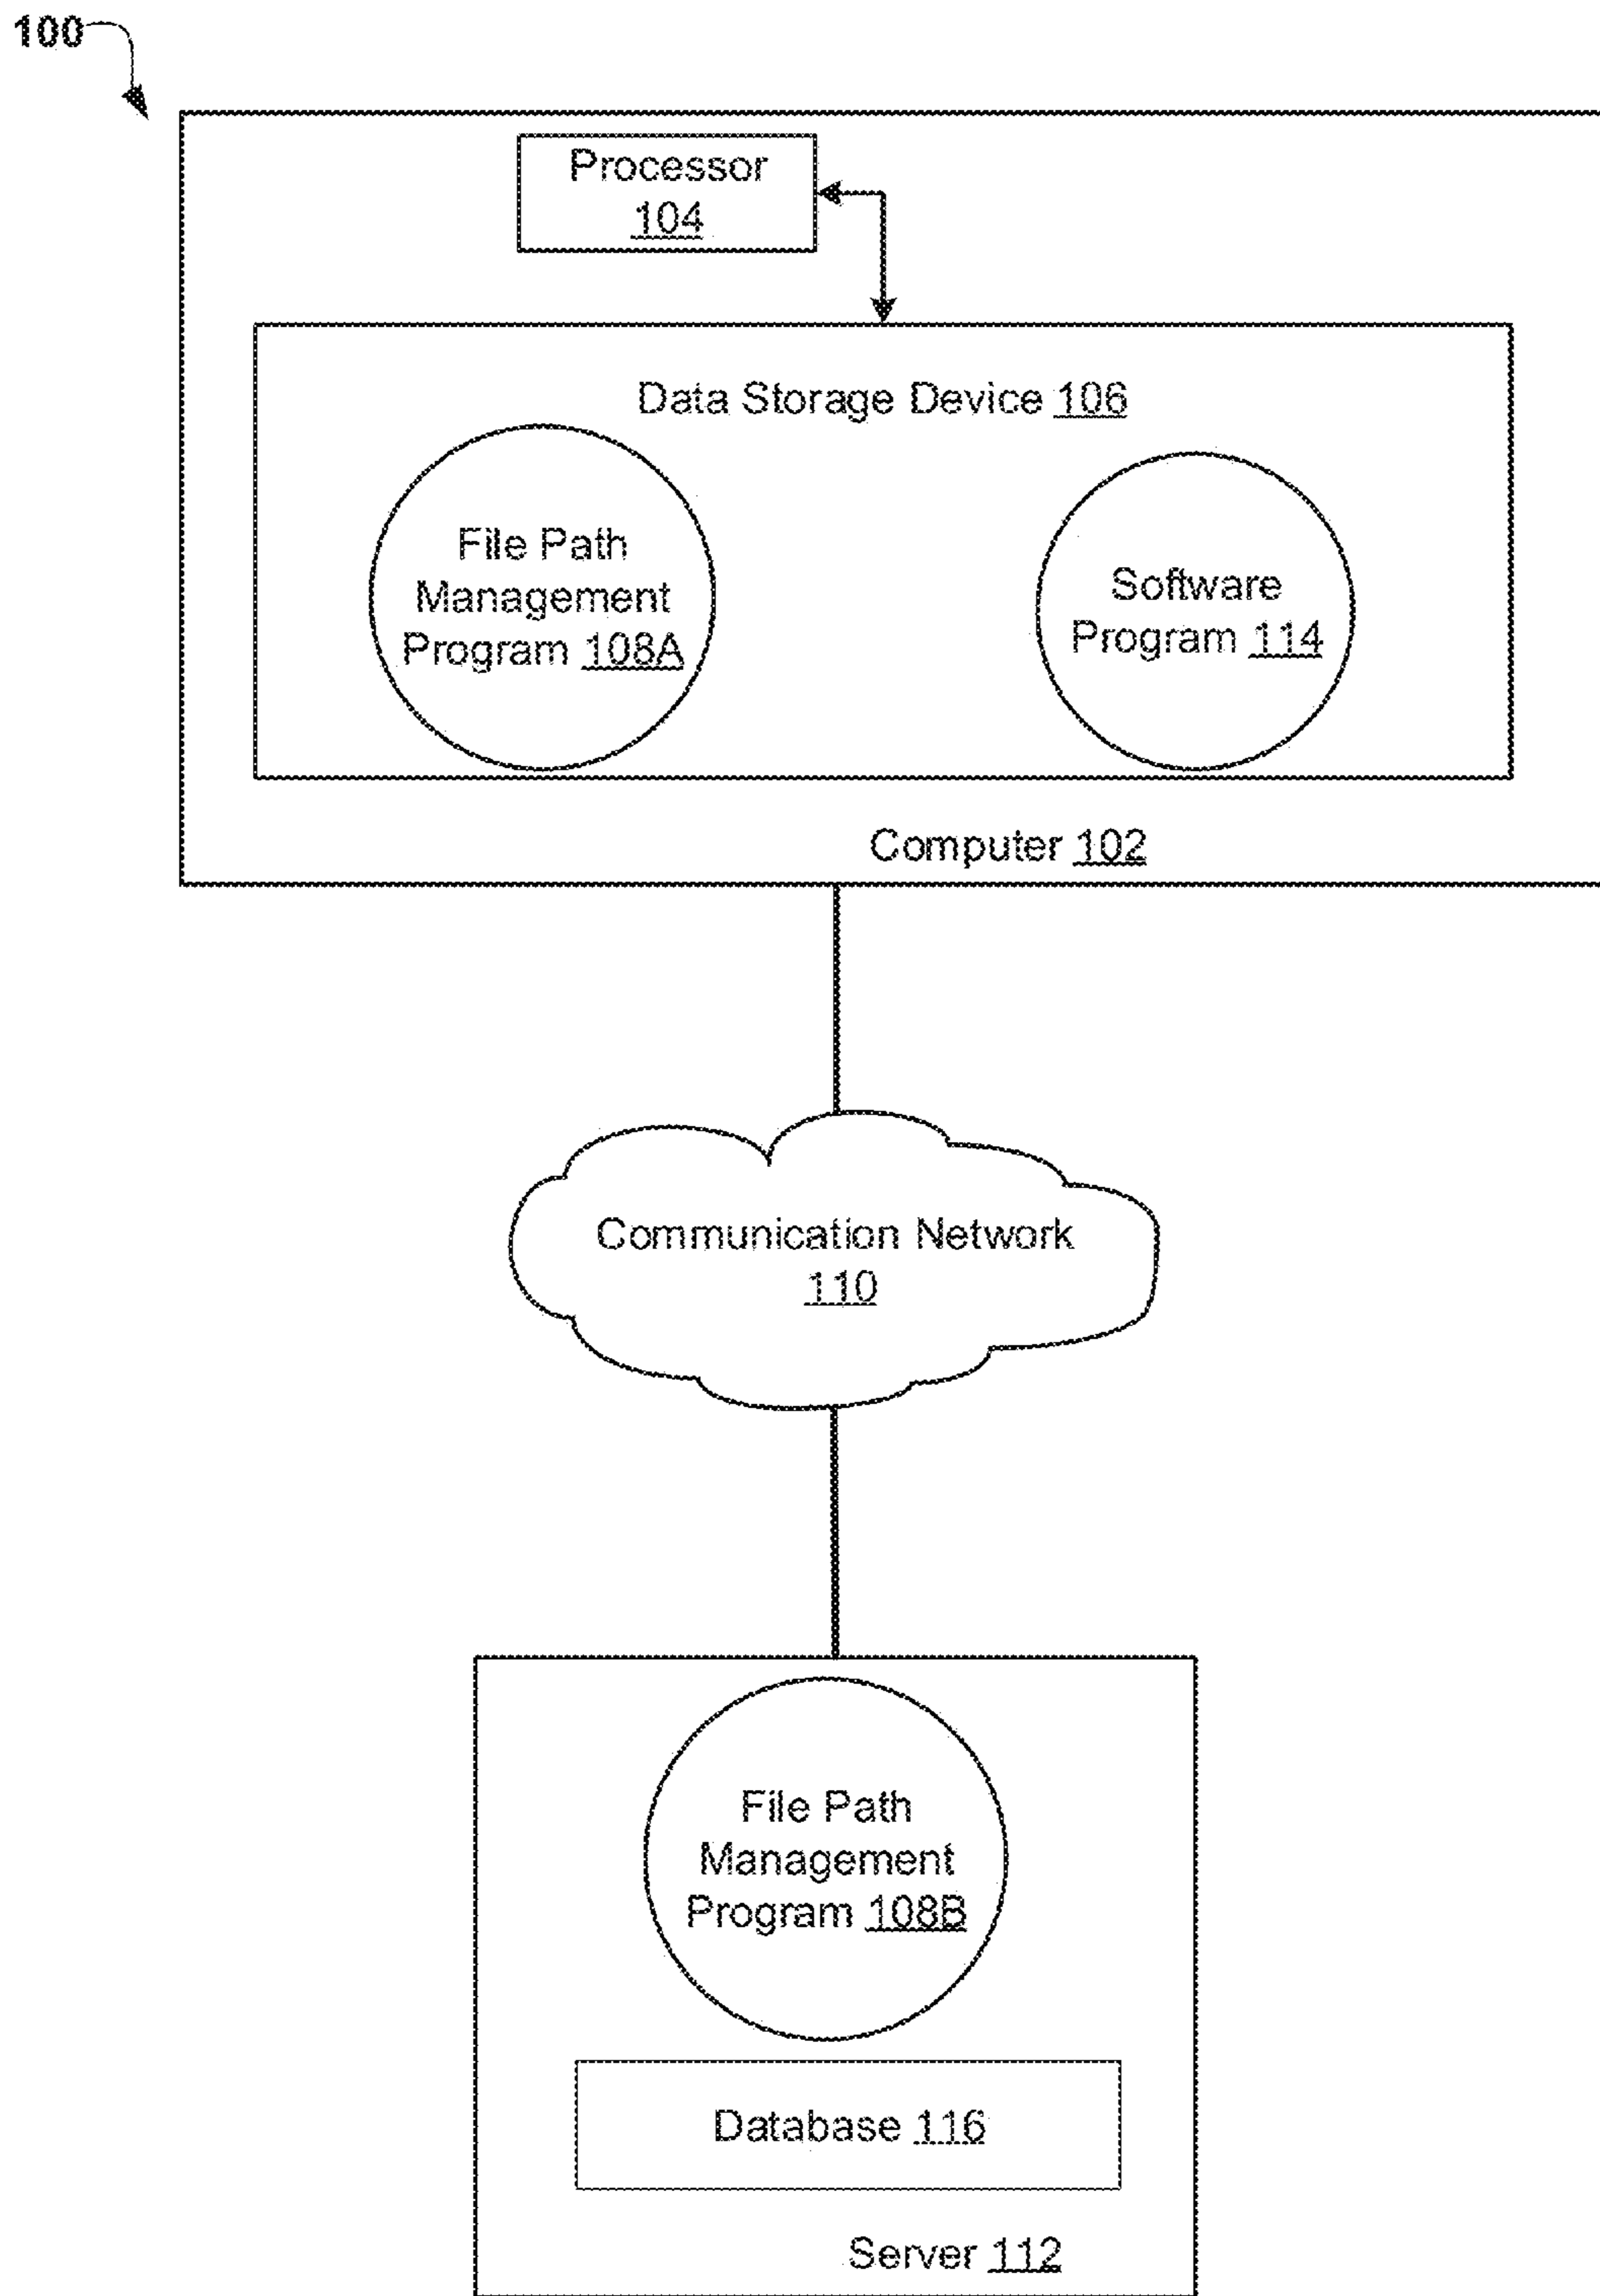 100
Processor
104
Data Storage Device 106
File Path
Management
Program 108A
Software
Program 114
Computer 102
Communication Network
110
File Path
Management
Program 108B
Database 116
Server 112